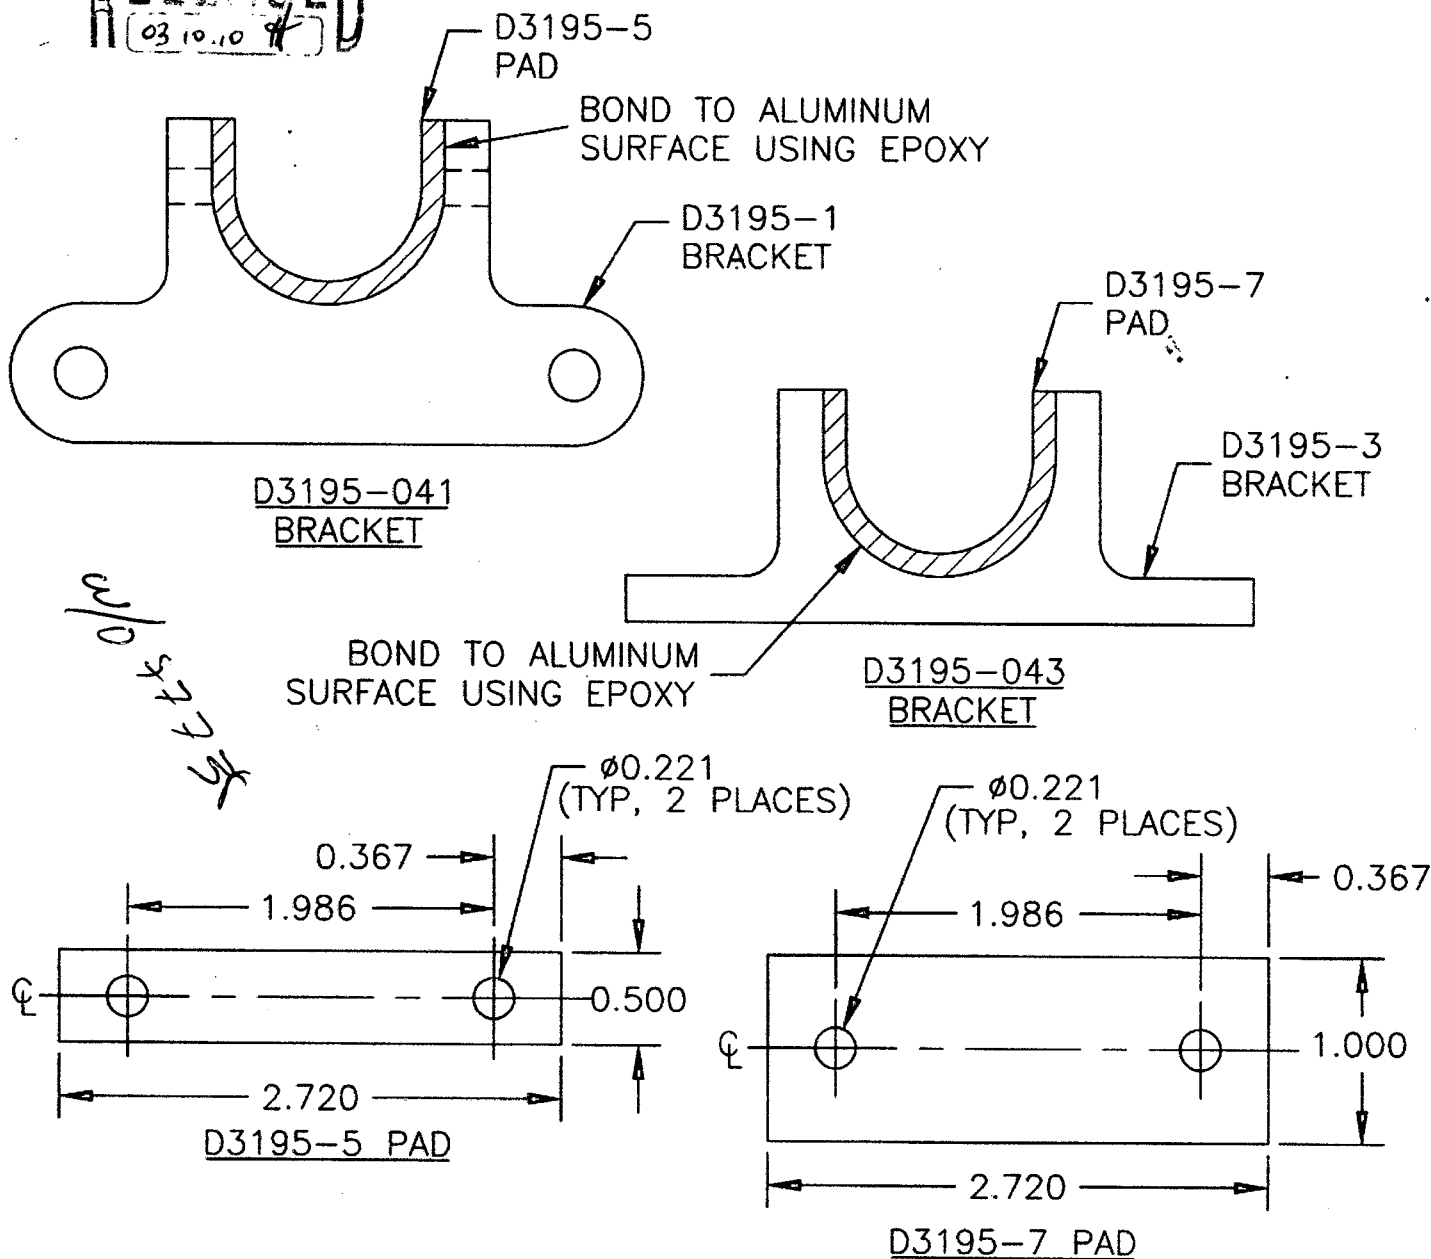 03 10.10
D3195-5
PAD
BOND TO ALUMINUM
SURFACE USING EPOXY
D3195-1
BRACKET
D3195-7
PAD
D3195-3
BRACKET
D3195-041
BRACKET
W/O
BOND TO ALUMINUM
SURFACE USING EPOXY
D3195-043
BRACKET
ø0.221
(TYP, 2 PLACES)
ø0.221
(TYP, 2 PLACES)
0.367
0.367
1.986
1.986
℄
0.500
℄
1.000
2.720
D3195-5 PAD
2.720
D3195-7 PAD